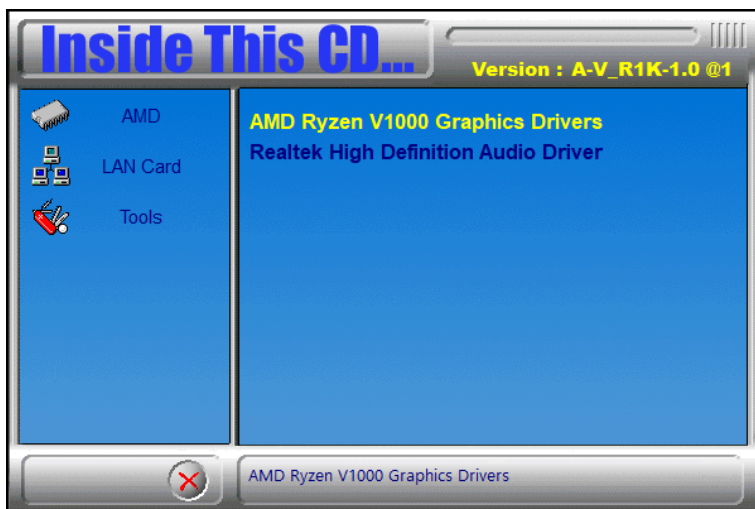 Inside This CD...
Version : A-V_R1K-1.0 @1
AMD
LAN Card
Tools
AMD Ryzen V1000 Graphics Drivers
Realtek High Definition Audio Driver
AMD Ryzen V1000 Graphics Drivers